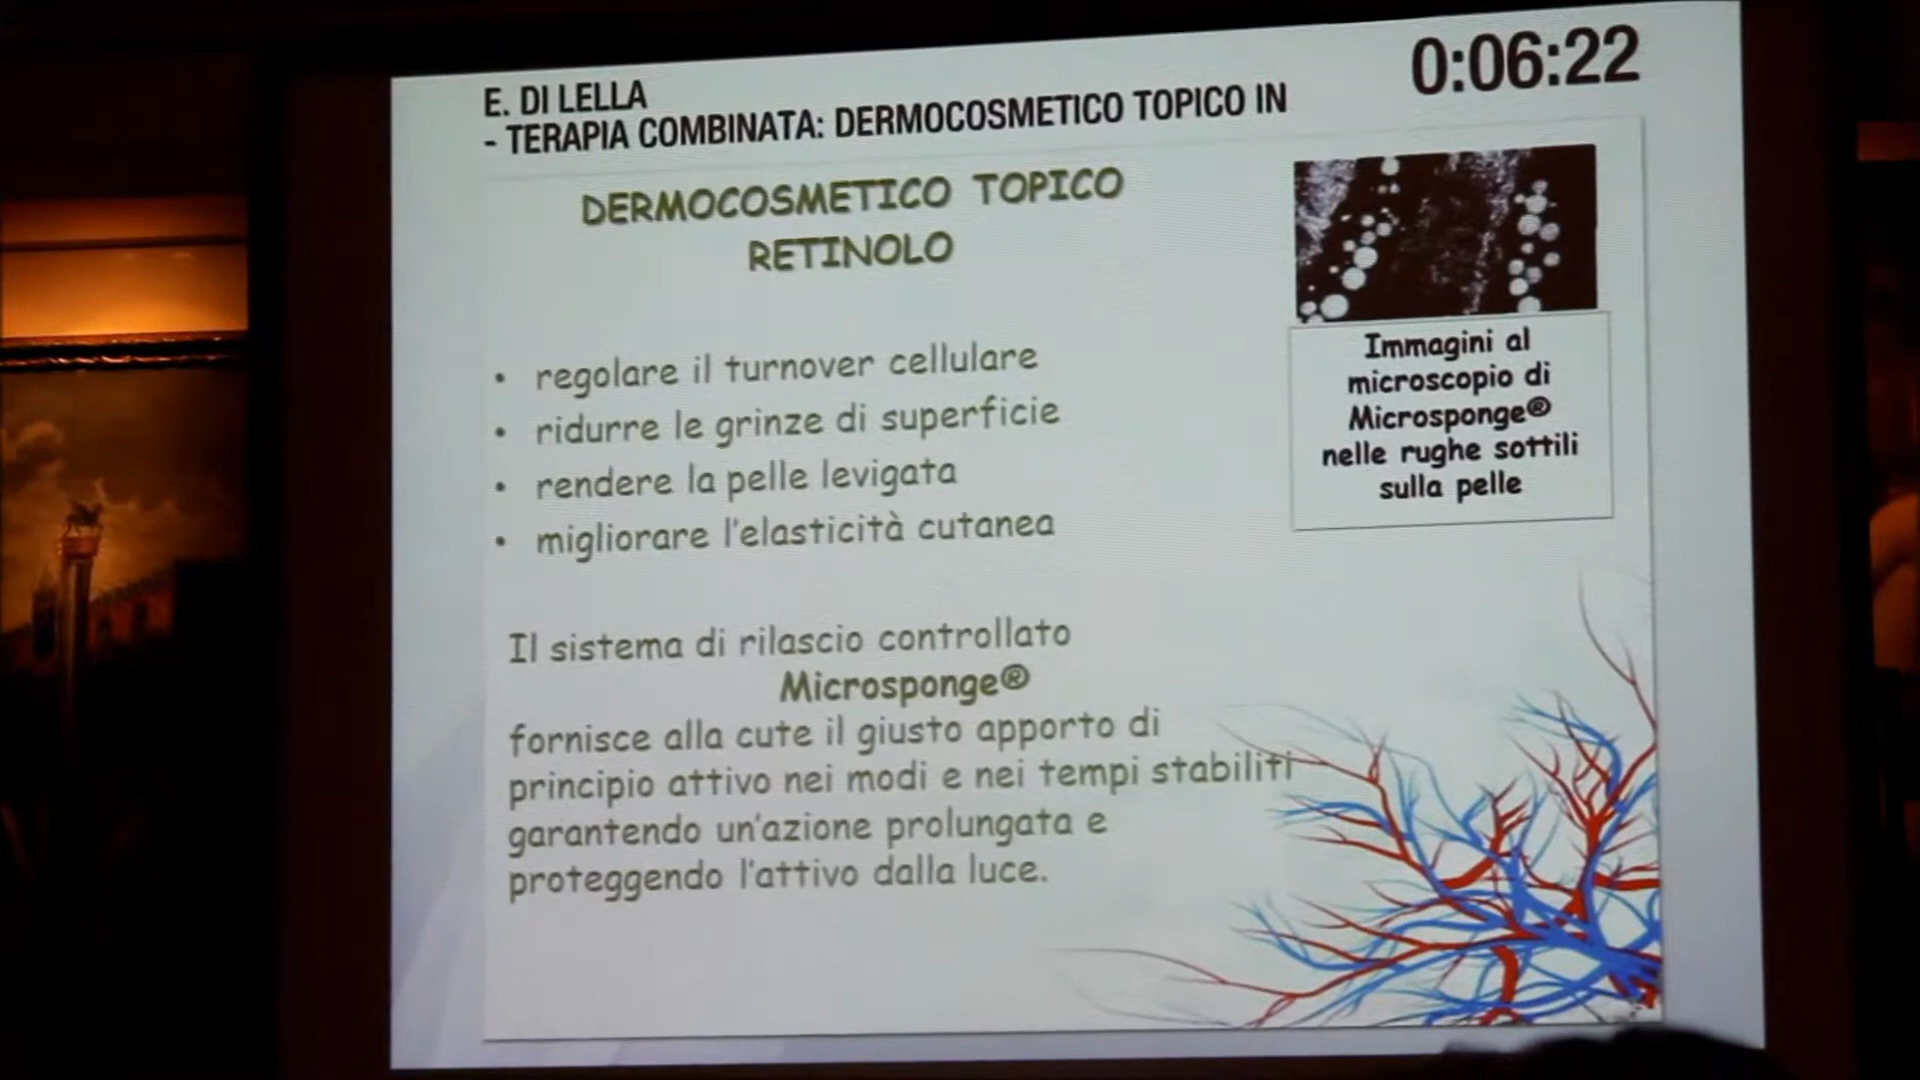 E. DI LELLA
- TERAPIA COMBINATA: DERMOCOSMETICO TOPICO IN
0:06:22
DERMOCOSMETICO TOPICO
RETINOLO
• regolare il turnover cellulare
• ridurre le grinze di superficie
• rendere la pelle levigata
• migliorare l'elasticità cutanea
Immagini al
microscopio di
Microsponge®
nelle rughe sottili
sulla pelle
Il sistema di rilascio controllato
Microsponge®
fornisce alla cute il giusto apporto di
principio attivo nei modi e nei tempi stabiliti
garantendo un'azione prolungata e
proteggendo l'attivo dalla luce.